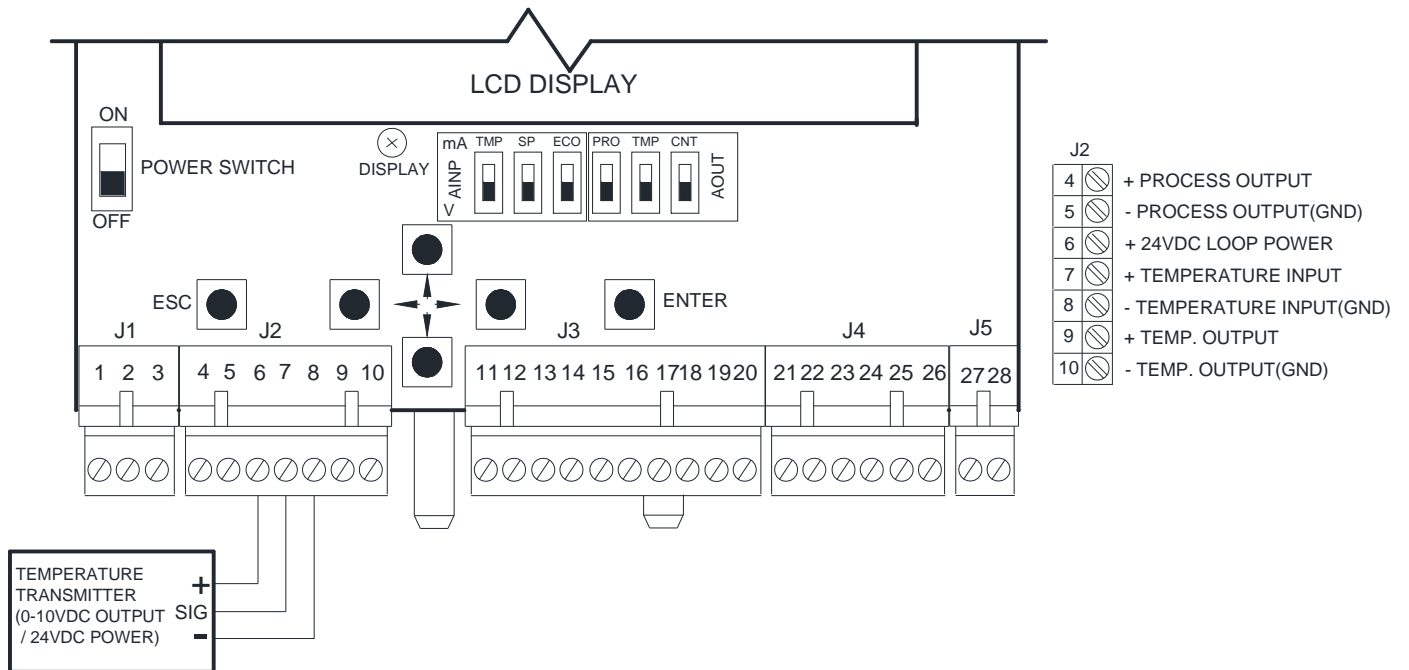 LCD DISPLAY
ON
POWER SWITCH
OFF
DISPLAY
mA TMP SP ECO PRO TMP CNT
AINP
V
AOUT
ESC
ENTER
J1 J2 J3 J4 J5
1 2 3 4 5 6 7 8 9 10 11 12 13 14 15 16 17 18 19 20 21 22 23 24 25 26 27 28
TEMPERATURE
TRANSMITTER
(0-10VDC OUTPUT
/ 24VDC POWER)
+
SIG
-
J2
4 + PROCESS OUTPUT
5 - PROCESS OUTPUT(GND)
6 + 24VDC LOOP POWER
7 + TEMPERATURE INPUT
8 - TEMPERATURE INPUT(GND)
9 + TEMP. OUTPUT
10 - TEMP. OUTPUT(GND)